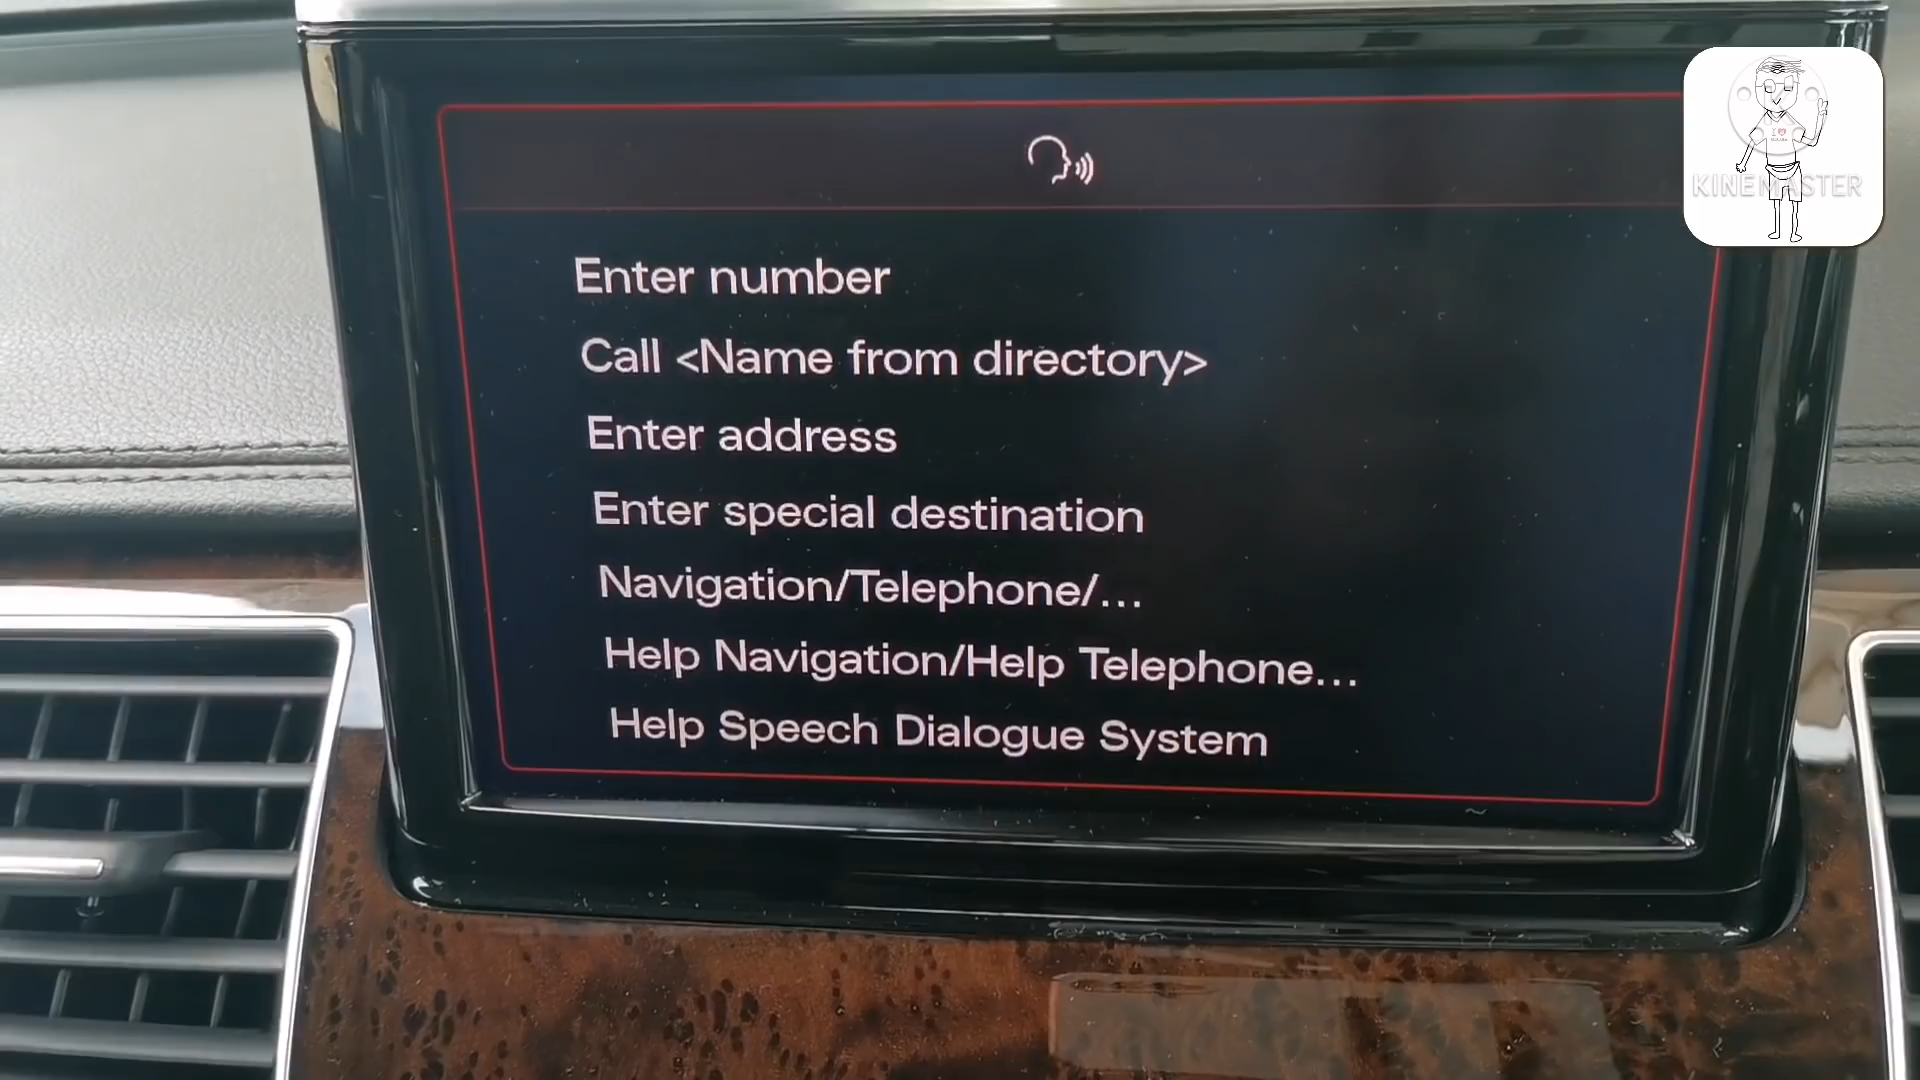 Enter number
Call <Name from directory>
Enter address
Enter special destination
Navigation/Telephone/...
Help Navigation/Help Telephone...
Help Speech Dialogue System
KINEMASTER